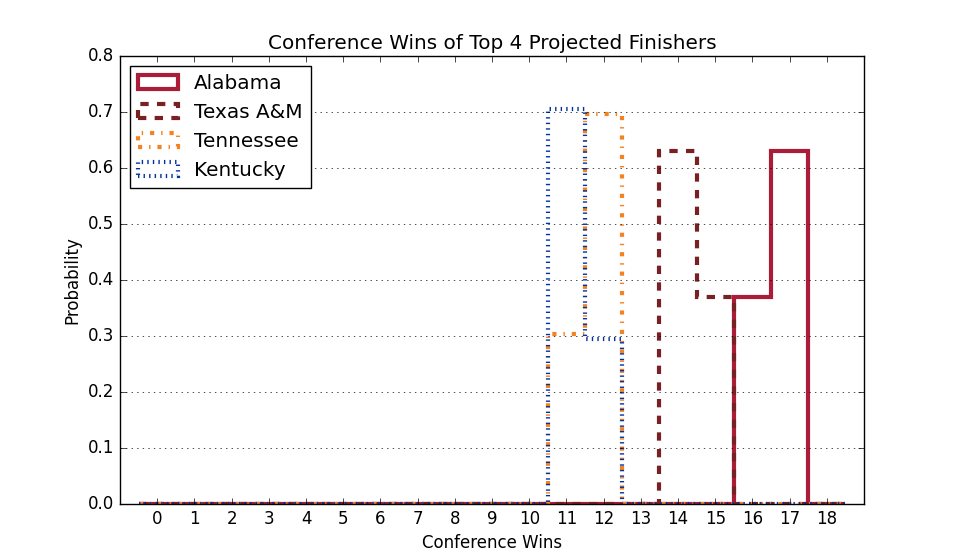 Conference Wins of Top 4 Projected Finishers
0.8
0.7
0.6
0.5
0.4
0.3
0.2
0.1
0.0
Probability
Alabama
Texas A&M
Tennessee
Kentucky
0 1 2 3 4 5 6 7 8 9 10 11 12 13 14 15 16 17 18
Conference Wins